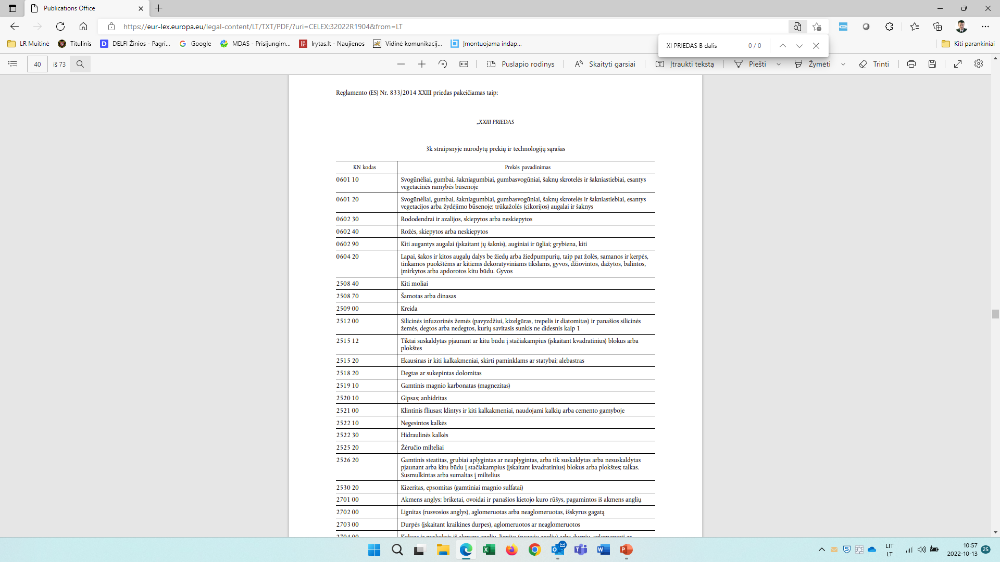 Publications Office
https://eur-lex.europa.eu/legal-content/LT/TXT/PDF/?uri=CELEX:32022R1904&from=LT
LR Muitinė
Titulinis
D
DELFI Žinios - Pagri...
Google
MDAS - Prisijungim...
lrytas.lt - Naujienos
Vidinė komunikacij...
Įmontuojama indap...
XI PRIEDAS B dalis
0 / 0
Kiti parankiniai
40
iš 73
Puslapio rodinys
Skaityti garsiai
Įtraukti tekstą
Piešti
Žymėti
Trinti
Reglamento (ES) Nr. 833/2014 XXIII priedas pakeičiamas taip:
„XXIII PRIEDAS
3k straipsnyje nurodytų prekių ir technologijų sąrašas
KN kodas
Prekės pavadinimas
0601 10
Svogūnėliai, gumbai, šakniagumbiai, gumbasvogūniai, šaknų skrotelės ir šakniastiebiai, esantys
vegetacinės ramybės būsenoje
0601 20
Svogūnėliai, gumbai, šakniagumbiai, gumbasvogūniai, šaknų skrotelės ir šakniastiebiai, esantys
vegetacijos arba žydėjimo būsenoje; trūkažolės (cikorijos) augalai ir šaknys
0602 30
Rododendrai ir azalijos, skiepytos arba neskiepytos
0602 40
Rožės, skiepytos arba neskiepytos
0602 90
Kiti augantys augalai (įskaitant jų šaknis), auginiai ir ūgliai; grybiena, kiti
0604 20
Lapai, šakos ir kitos augalų dalys be žiedų arba žiedpumpurių, taip pat žolės, samanos ir kerpės,
tinkamos puokštėms ar kitiems dekoratyviniams tikslams, gyvos, džiovintos, dažytos, balintos,
įmirkytos arba apdorotos kitu būdu. Gyvos
2508 40
Kiti moliai
2508 70
Šamotas arba dinasas
2509 00
Kreida
2512 00
Silicinės infuzorinės žemės (pavyzdžiui, kizelgūras, trepelis ir diatomitas) ir panašios silicinės
žemės, degtos arba nedegtos, kurių savitasis sunkis ne didesnis kaip 1
2515 12
Tiktai suskaldytas pjaunant ar kitu būdu į stačiakampius (įskaitant kvadratinius) blokus arba
plokštes
2515 20
Ekausinas ir kiti kalkakmeniai, skirti paminklams ar statybai; alebastras
2518 20
Degtas ar sukepintas dolomitas
2519 10
Gamtinis magnio karbonatas (magnezitas)
2520 10
Gipsas; anhidritas
2521 00
Klintinis fliusas; klintys ir kiti kalkakmeniai, naudojami kalkių arba cemento gamyboje
2522 10
Negesintos kalkės
2522 30
Hidraulinės kalkės
2525 20
Žėručio milteliai
2526 20
Gamtinis steatitas, grubiai aplygintas ar neaplygintas, arba tik suskaldytas arba nesuskaldytas
pjaunant arba kitu būdu į stačiakampius (įskaitant kvadratinius) blokus arba plokštes; talkas.
Susmulkintas arba sumaltas į miltelius
2530 20
Kizeritas, epsomitas (gamtiniai magnio sulfatai)
2701 00
Akmens anglys; briketai, ovoidai ir panašios kietojo kuro rūšys, pagamintos iš akmens anglių
2702 00
Lignitas (rusvosios anglys), aglomeruotas arba neaglomeruotas, išskyrus gagatą
2703 00
Durpės (įskaitant kraikines durpes), aglomeruotos ar neaglomeruotos
2704 00
Koksas ir puskoksis iš akmens anglių, lignito (rusvųjų anglių) arba durpių, aglomeruoti ar
LIT
LT
10:57
2022-10-13
25